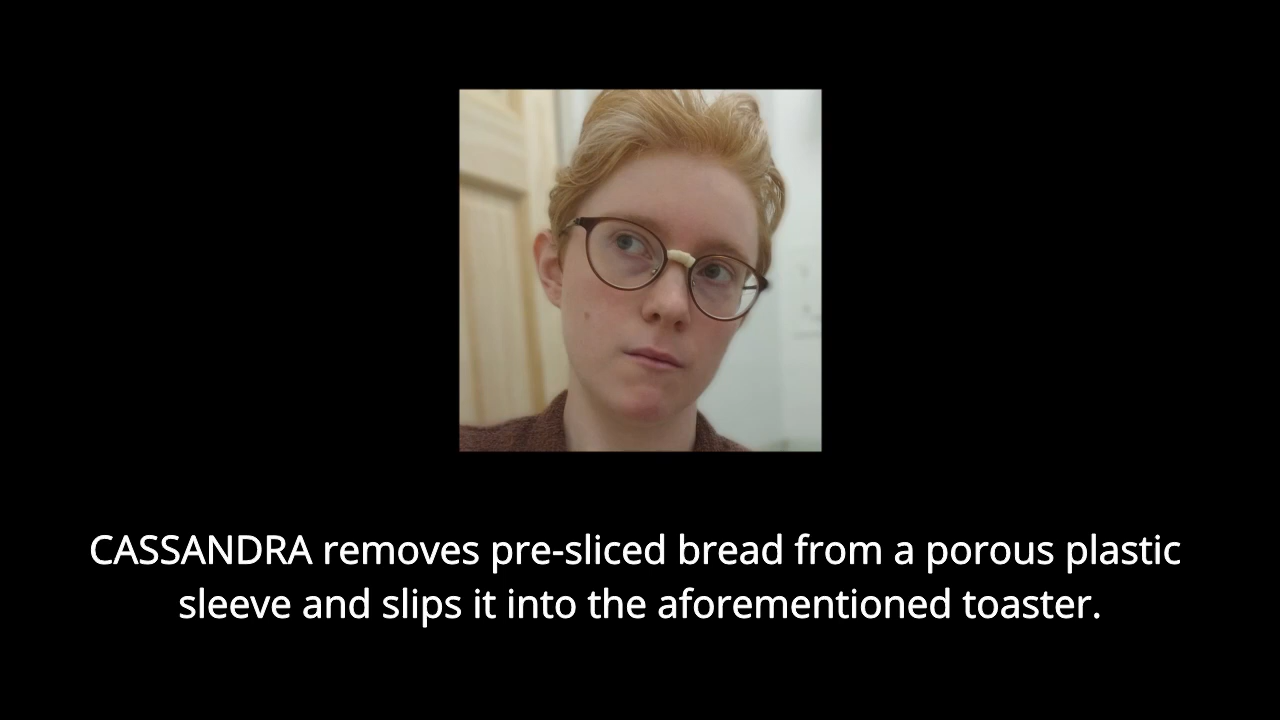 CASSANDRA removes pre-sliced bread from a porous plastic
sleeve and slips it into the aforementioned toaster.